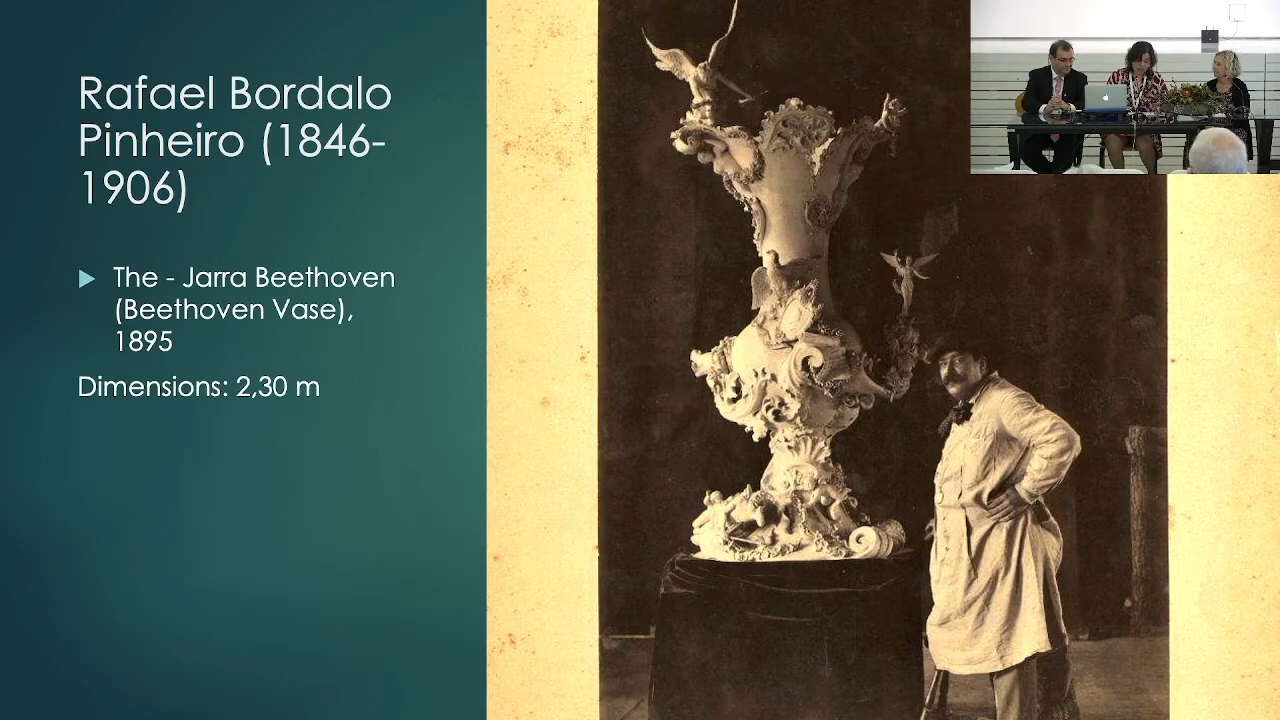 Rafael Bordalo
Pinheiro (1846-
1906)
The - Jarra Beethoven
(Beethoven Vase),
1895
Dimensions: 2,30 m